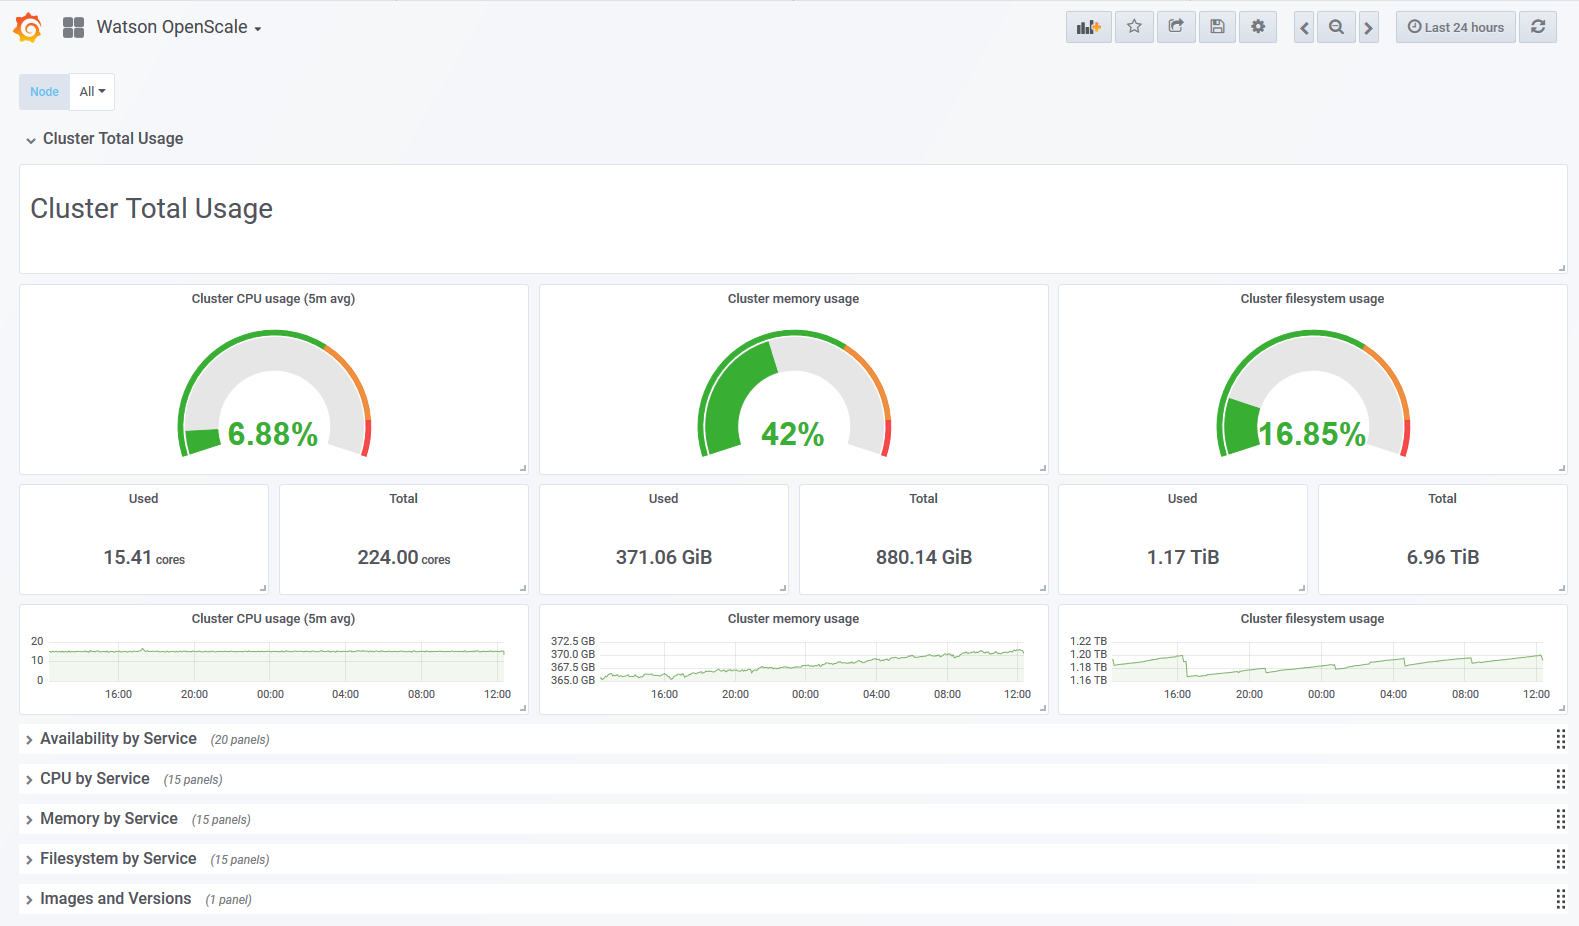 Watson OpenScale
Last 24 hours
Node All
Cluster Total Usage
Cluster Total Usage
Cluster CPU usage (5m avg)
6.88%
Cluster memory usage
42%
Cluster filesystem usage
16.85%
Used
15.41 cores
Total
224.00 cores
Used
371.06 GiB
Total
880.14 GiB
Used
1.17 TiB
Total
6.96 TiB
Cluster CPU usage (5m avg)
20
10
0
16:00 20:00 00:00 04:00 08:00 12:00
Cluster memory usage
372.5 GB
370.0 GB
367.5 GB
365.0 GB
16:00 20:00 00:00 04:00 08:00 12:00
Cluster filesystem usage
1.22 TB
1.20 TB
1.18 TB
1.16 TB
16:00 20:00 00:00 04:00 08:00 12:00
Availability by Service (20 panels)
CPU by Service (15 panels)
Memory by Service (15 panels)
Filesystem by Service (15 panels)
Images and Versions (1 panel)